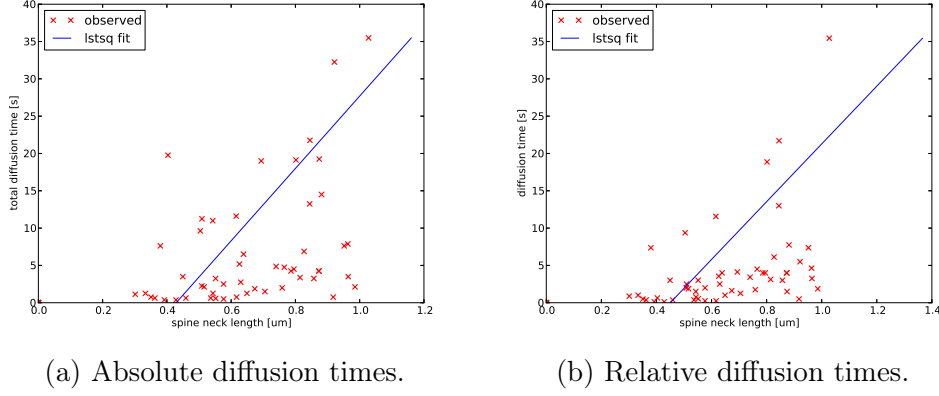 40
35
30
25
20
15
10
5
0
total diffusion time [s]
observed
lstsq fit
0.0 0.2 0.4 0.6 0.8 1.0 1.2
spine neck length [um]
(a) Absolute diffusion times.
40
35
30
25
20
15
10
5
0
diffusion time [s]
observed
lstsq fit
0.0 0.2 0.4 0.6 0.8 1.0 1.2 1.4
spine neck length [um]
(b) Relative diffusion times.